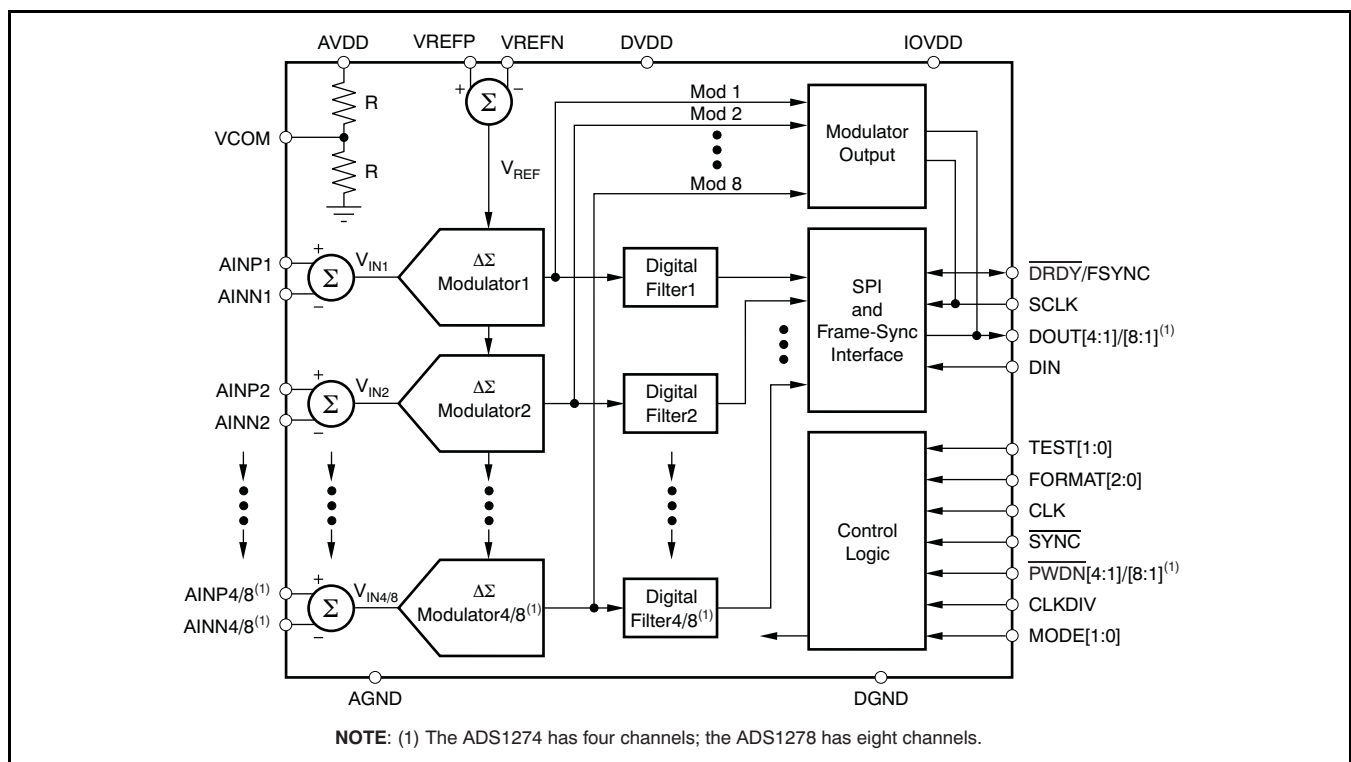 AVDD
VREFP
VREFN
DVDD
IOVDD
R
+
Σ
−
Mod 1
Mod 2
Modulator
Output
VCOM
R
VREF
Mod 8
AINP1
+
Σ
−
VIN1
AINN1
ΔΣ
Modulator1
Digital
Filter1
SPI
and
Frame-Sync
Interface
DRDY/FSYNC
SCLK
DOUT[4:1]/[8:1](1)
DIN
AINP2
+
Σ
−
VIN2
AINN2
ΔΣ
Modulator2
Digital
Filter2
TEST[1:0]
FORMAT[2:0]
CLK
Control
Logic
SYNC
PWDN[4:1]/[8:1](1)
CLKDIV
MODE[1:0]
AINP4/8(1)
+
Σ
−
VIN4/8
AINN4/8(1)
ΔΣ
Modulator4/8(1)
Digital
Filter4/8(1)
AGND
DGND
NOTE: (1) The ADS1274 has four channels; the ADS1278 has eight channels.